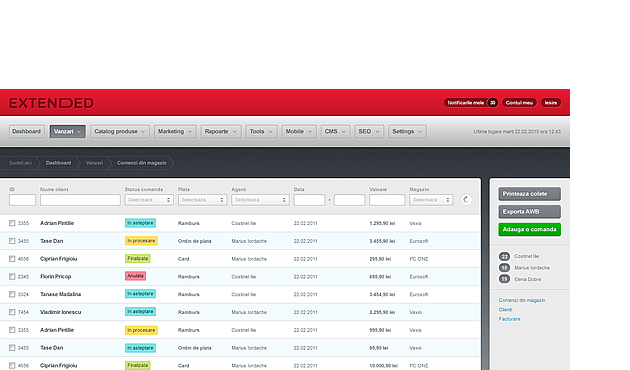 EXTENDED
Notificarile mele 30 Contul meu Iesire
Dashboard Vanzari Catalog produse Marketing Rapoarte Tools Mobile CMS SEO Settings Ultima logare marti 22.02.2010 ora 12:43
Sunteti aici Dashboard Vanzari Comenzi din magazin
ID Nume client Status comanda Plata Agent Data Valoare Magazin
Selecteaza Selecteaza Selecteaza Selecteaza
3355 Adrian Pintilie In asteptare Ramburs Costinel Ilie 22.02.2011 1.295,90 lei Vexio
3455 Tase Dan In procesare Ordin de plata Marius Iordache 22.02.2011 3.455,90 lei Eurosoft
4656 Ciprian Frigioiu Finalizata Card Marius Iordache 22.02.2011 295,90 lei PC ONE
2345 Florin Pricop Anulata Ramburs Costinel Ilie 22.02.2011 695,90 lei Eurosoft
3324 Tanase Madalina In asteptare Ramburs Costinel Ilie 22.02.2011 3.454,90 lei Eurosoft
7454 Vladimir Ionescu In asteptare Ramburs Marius Iordache 22.02.2011 2.295,90 lei Vexio
3355 Adrian Pintilie In procesare Ramburs Costinel Ilie 22.02.2011 995,90 lei Vexio
3455 Tase Dan In asteptare Ordin de plata Marius Iordache 22.02.2011 95,90 lei Vexio
4656 Ciprian Frigioiu Finalizata Card Marius Iordache 22.02.2011 10.000,90 lei PC ONE
Printeaza colete
Exporta AWB
Adauga o comanda
22 Costinel Ilie
15 Marius Iordache
19 Elena Dobre
Comenzi din magazin
Clienti
Facturare